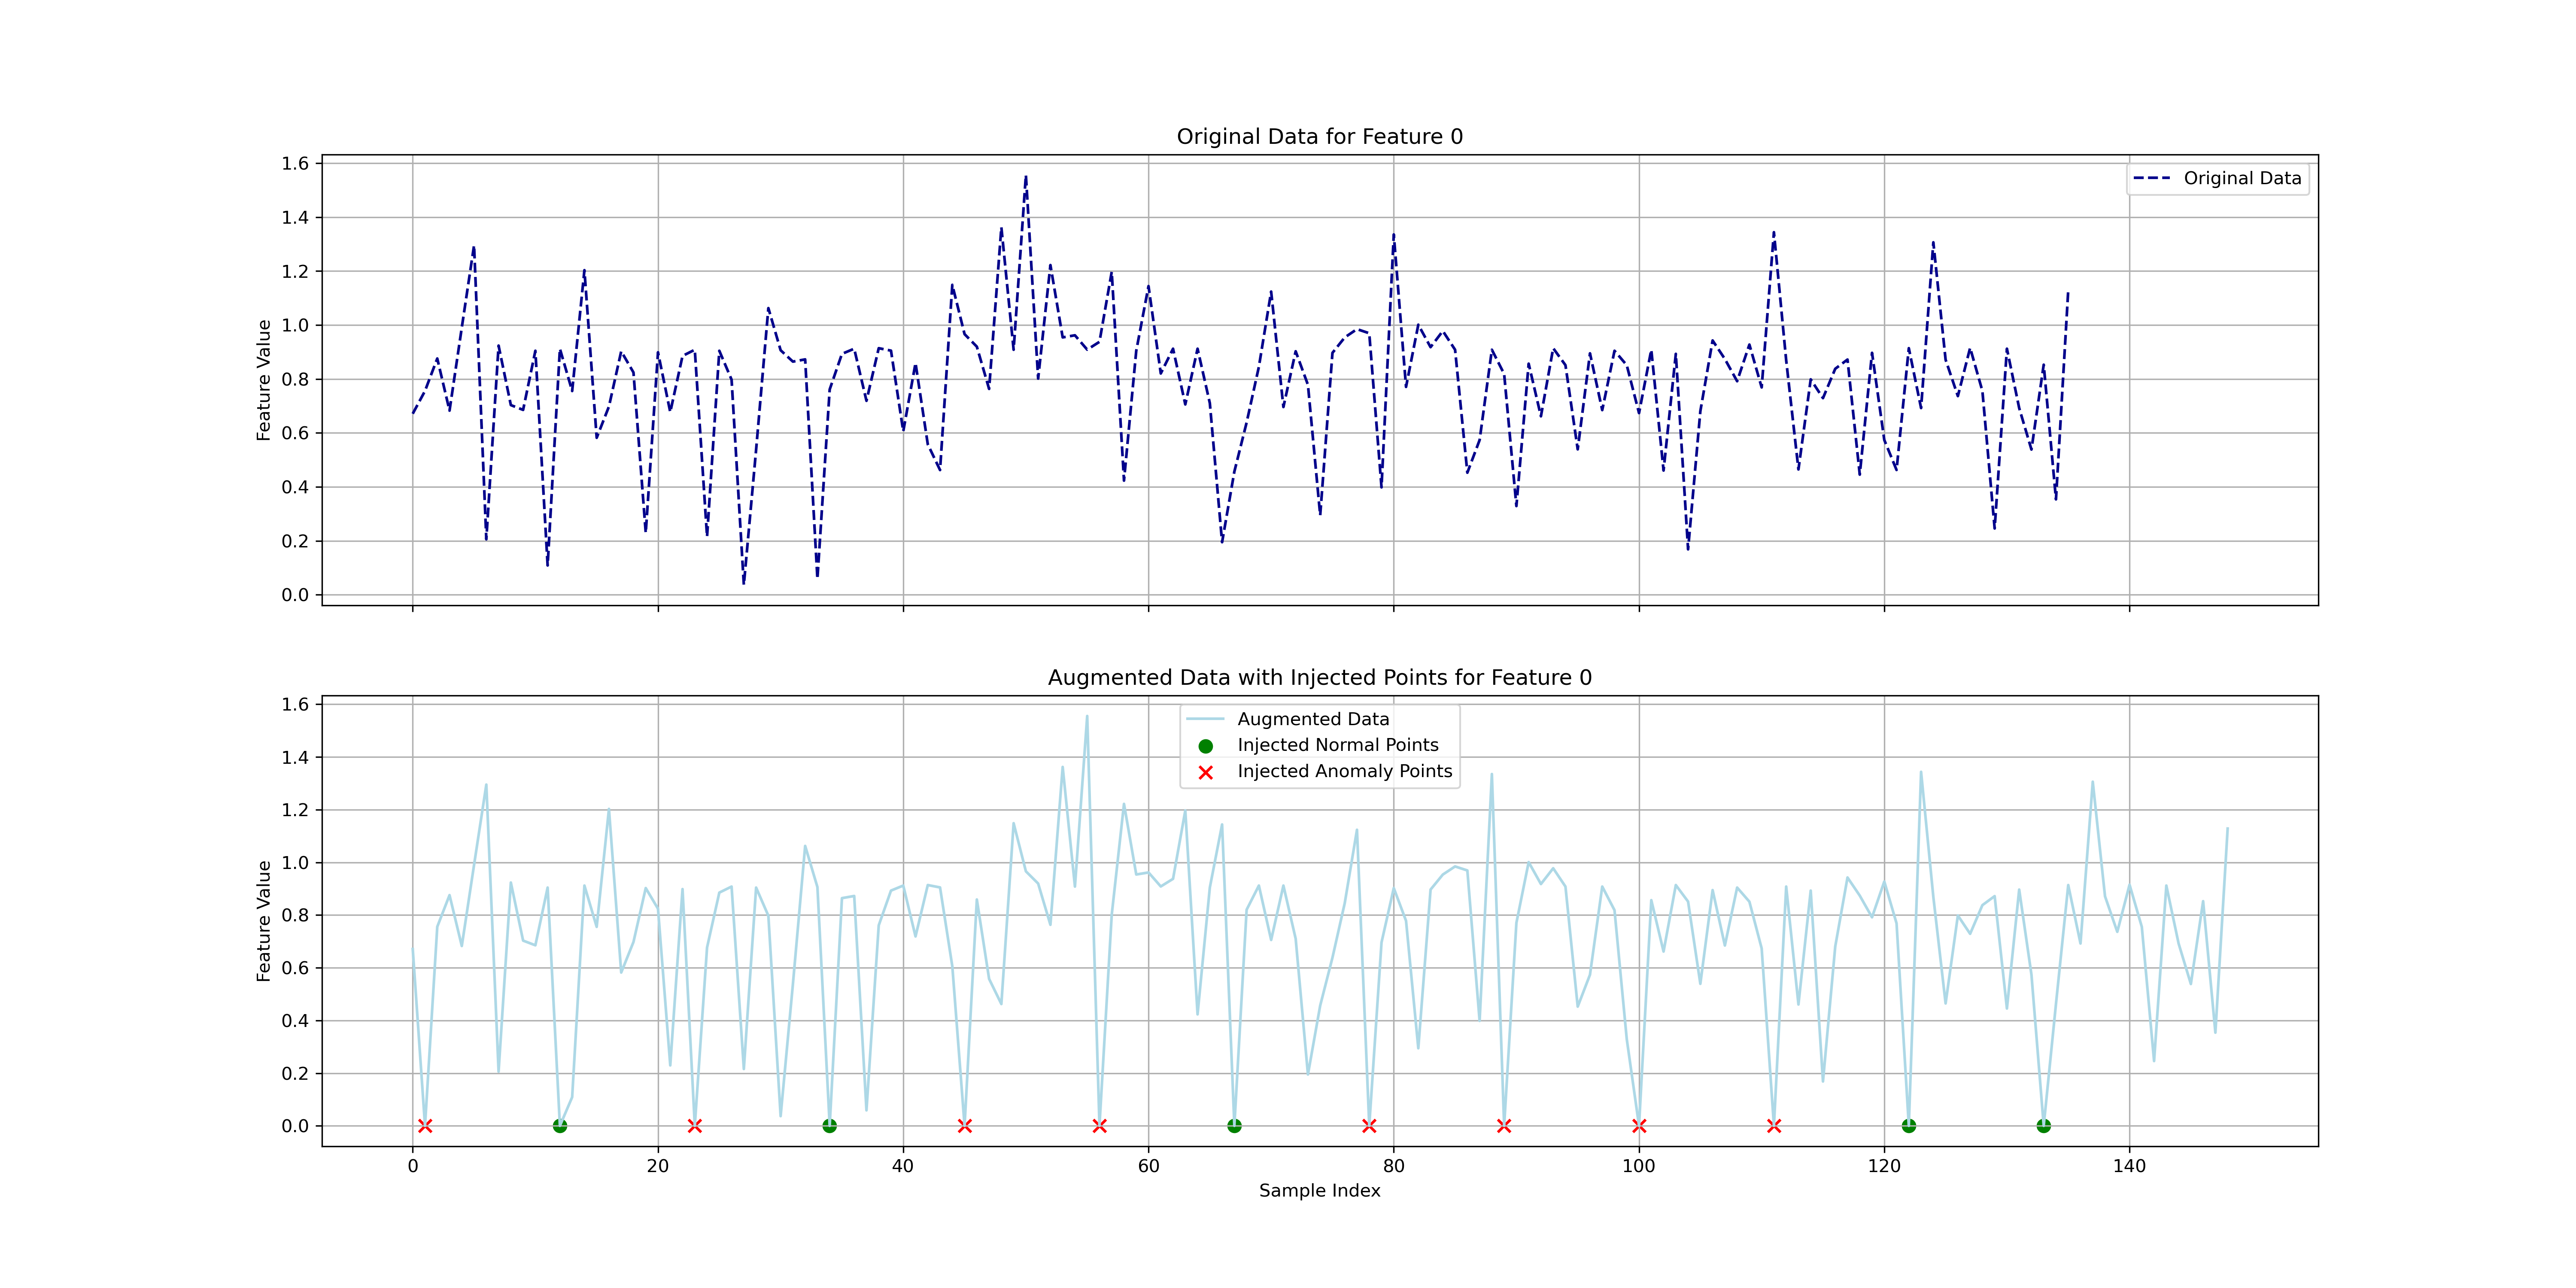 Original Data for Feature 0
1.6
1.4
1.2
1.0
0.8
0.6
0.4
0.2
0.0
Feature Value
Original Data
Augmented Data with Injected Points for Feature 0
1.6
1.4
1.2
1.0
0.8
0.6
0.4
0.2
0.0
Feature Value
Augmented Data
Injected Normal Points
Injected Anomaly Points
0 20 40 60 80 100 120 140
Sample Index